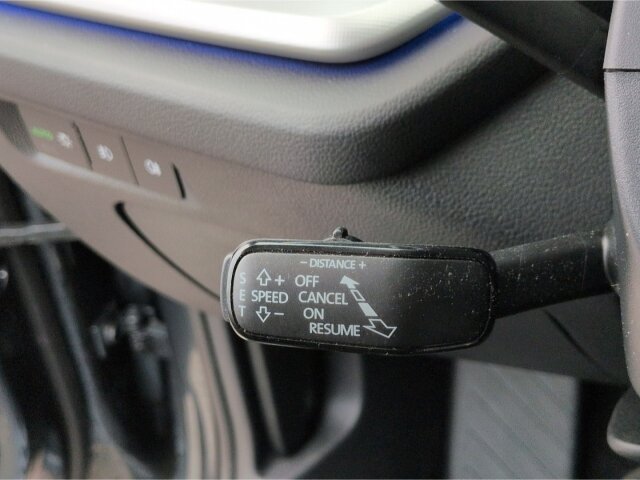 - DISTANCE +
S + OFF
E SPEED CANCEL
T - ON
RESUME